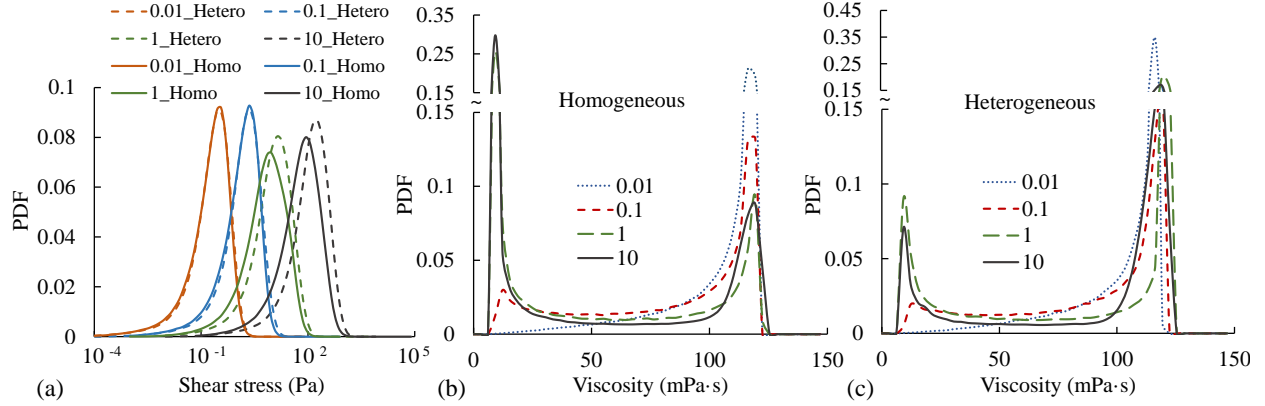 0.01_Hetero 0.1_Hetero
1_Hetero 10_Hetero
0.01_Homo 0.1_Homo
1_Homo 10_Homo
0.1
0.08
0.06
0.04
0.02
0
PDF
10⁻⁴ 10⁻¹ 10² 10⁵
Shear stress (Pa)
(a)
0.35
0.25
0.15
≈
0.15
0.1
0.05
0
PDF
Homogeneous
0.01
0.1
1
10
0 50 100 150
Viscosity (mPa·s)
(b)
0.45
0.35
0.25
0.15
≈
0.15
0.1
0.05
0
PDF
Heterogeneous
0.01
0.1
1
10
0 50 100 150
Viscosity (mPa·s)
(c)